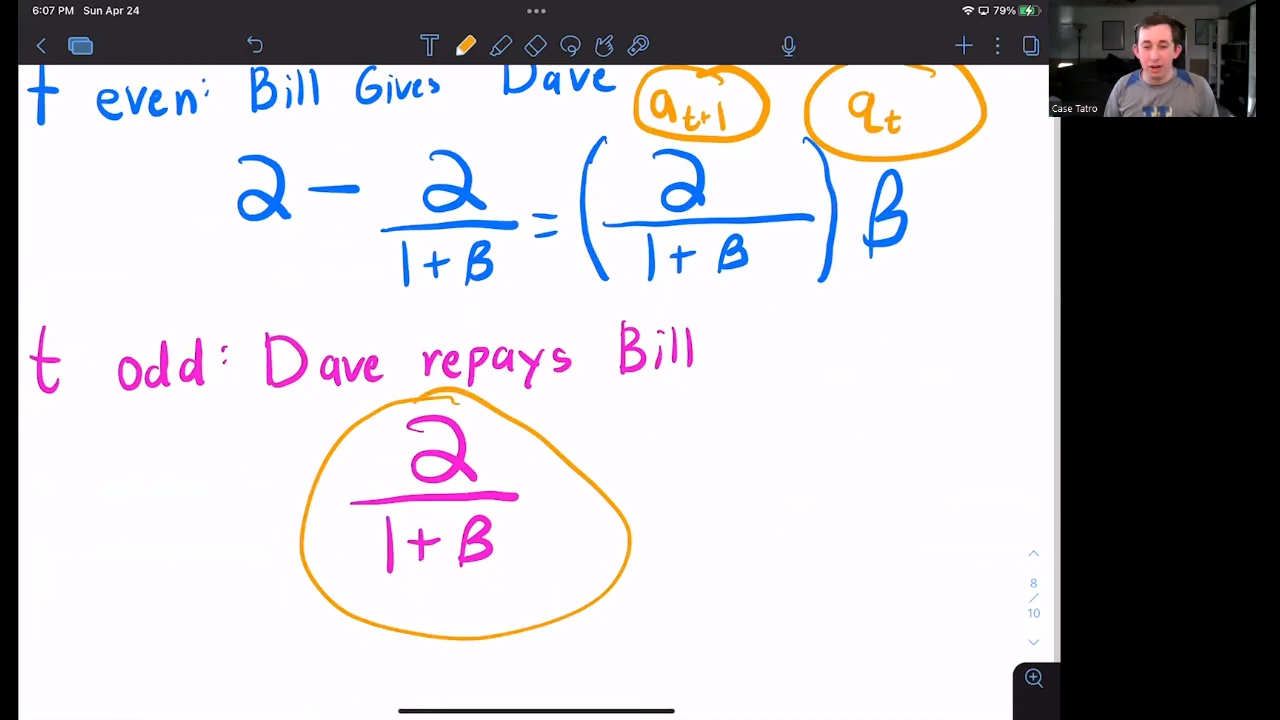 6:07 PM Sun Apr 24
79%
t even: Bill Gives Dave a_{t+1} q_t
2 - 2/(1+β) = (2/(1+β)) β
t odd: Dave repays Bill
2/(1+β)
8
/
10
Case Tatro